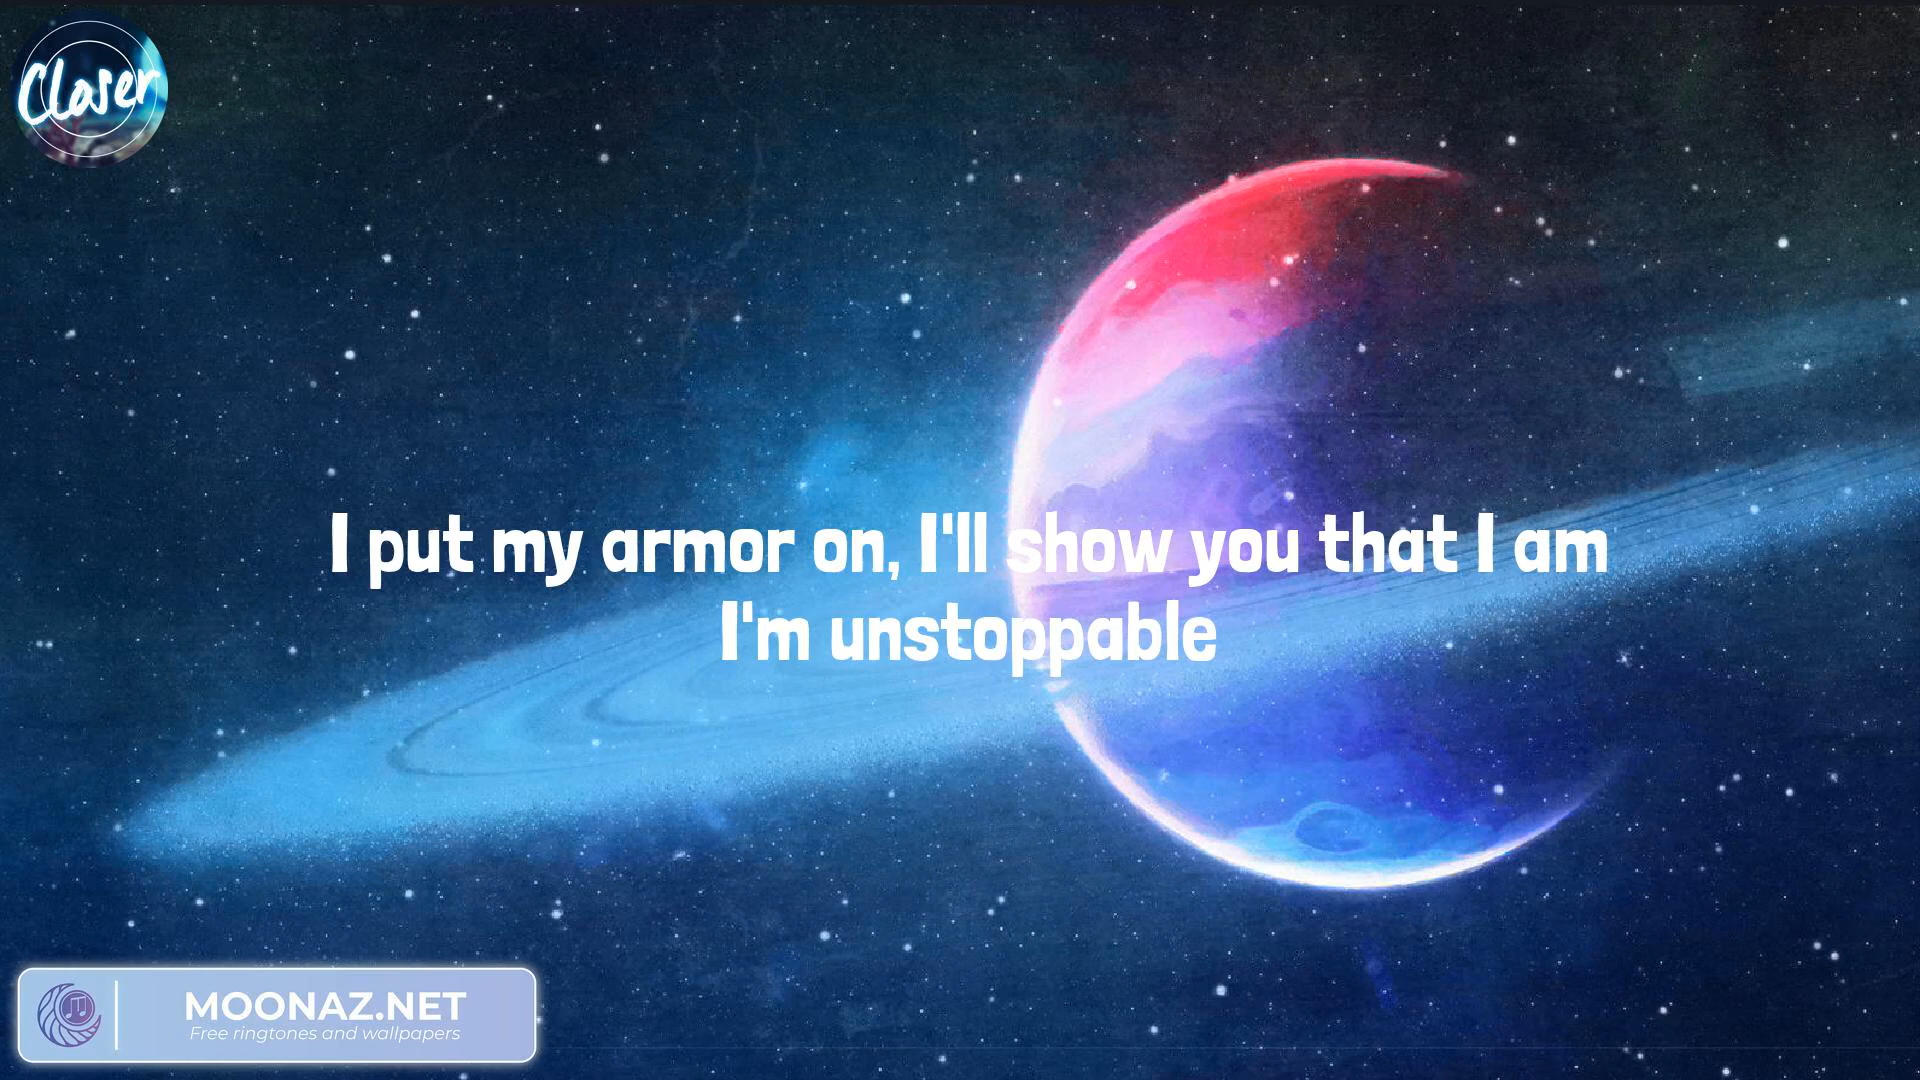 Closer
I put my armor on, I'll show you that I am
I'm unstoppable
MOONAZ.NET
Free ringtones and wallpapers